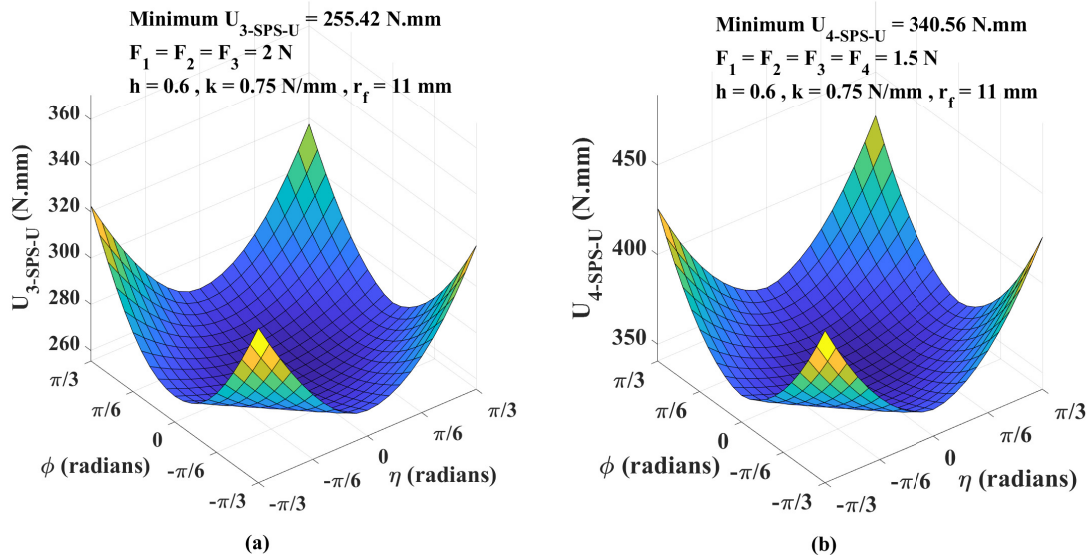 Minimum U3-SPS-U = 255.42 N.mm
F1 = F2 = F3 = 2 N
h = 0.6 , k = 0.75 N/mm , rf = 11 mm
360
340
320
300
280
260
U3-SPS-U (N.mm)
π/3
π/6
0
-π/6
-π/3
ϕ (radians)
-π/3
-π/6
0
π/6
π/3
η (radians)
(a)
Minimum U4-SPS-U = 340.56 N.mm
F1 = F2 = F3 = F4 = 1.5 N
h = 0.6 , k = 0.75 N/mm , rf = 11 mm
450
400
350
U4-SPS-U (N.mm)
π/3
π/6
0
-π/6
-π/3
ϕ (radians)
-π/3
-π/6
0
π/6
π/3
η (radians)
(b)